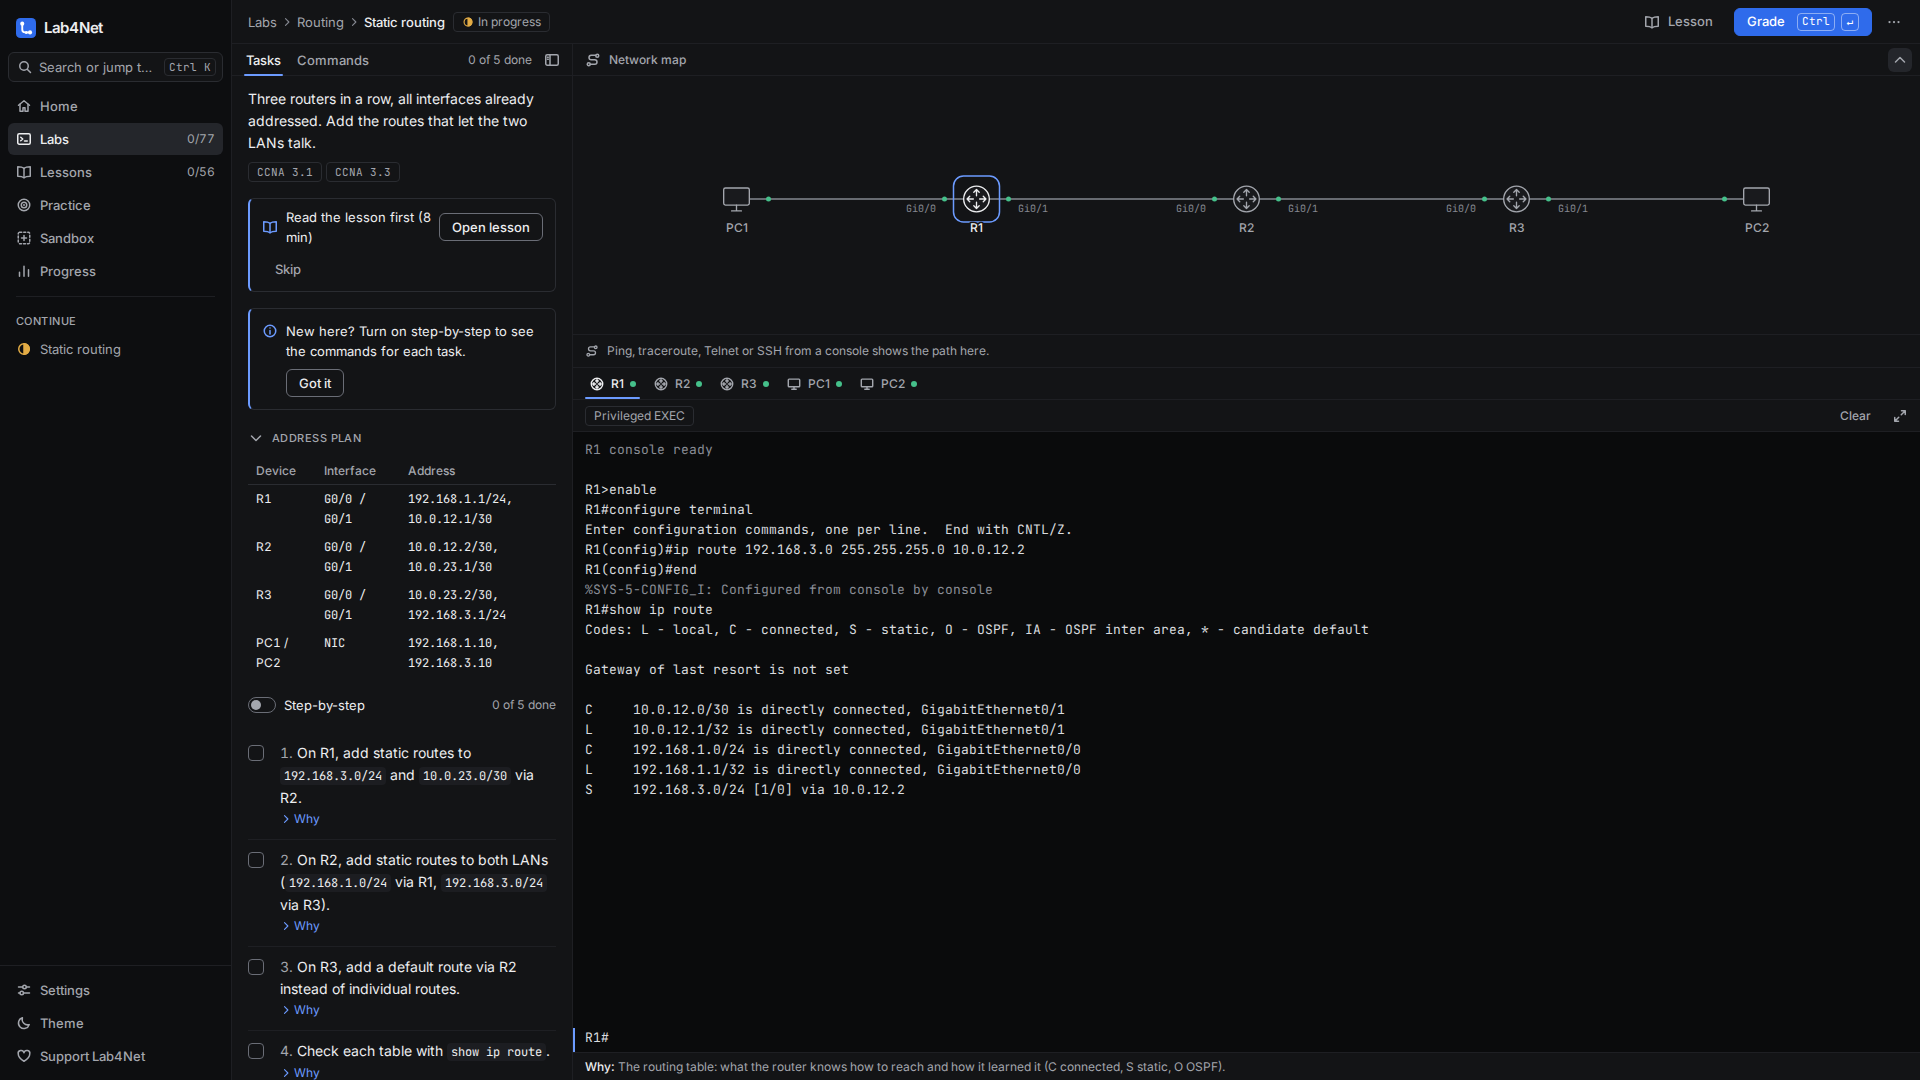 Lab4Net
Search or jump t... Ctrl K
Home
Labs 0/77
Lessons 0/56
Practice
Sandbox
Progress
CONTINUE
Static routing
Settings
Theme
Support Lab4Net
Labs > Routing > Static routing In progress
Lesson
Grade Ctrl ↵
Tasks Commands 0 of 5 done
Three routers in a row, all interfaces already
addressed. Add the routes that let the two
LANs talk.
CCNA 3.1 CCNA 3.3
Read the lesson first (8
min)
Open lesson
Skip
New here? Turn on step-by-step to see
the commands for each task.
Got it
ADDRESS PLAN
Device Interface Address
R1 G0/0 / 192.168.1.1/24,
G0/1 10.0.12.1/30
R2 G0/0 / 10.0.12.2/30,
G0/1 10.0.23.1/30
R3 G0/0 / 10.0.23.2/30,
G0/1 192.168.3.1/24
PC1 / NIC 192.168.1.10,
PC2 192.168.3.10
Step-by-step 0 of 5 done
1. On R1, add static routes to
192.168.3.0/24 and 10.0.23.0/30 via
R2.
> Why
2. On R2, add static routes to both LANs
(192.168.1.0/24 via R1, 192.168.3.0/24
via R3).
> Why
3. On R3, add a default route via R2
instead of individual routes.
> Why
4. Check each table with show ip route.
> Why
Network map
Gi0/0 Gi0/1 Gi0/0 Gi0/1 Gi0/0 Gi0/1
PC1 R1 R2 R3 PC2
Ping, traceroute, Telnet or SSH from a console shows the path here.
R1 R2 R3 PC1 PC2
Privileged EXEC Clear
R1 console ready
R1>enable
R1#configure terminal
Enter configuration commands, one per line.  End with CNTL/Z.
R1(config)#ip route 192.168.3.0 255.255.255.0 10.0.12.2
R1(config)#end
%SYS-5-CONFIG_I: Configured from console by console
R1#show ip route
Codes: L - local, C - connected, S - static, O - OSPF, IA - OSPF inter area, * - candidate default
Gateway of last resort is not set
C     10.0.12.0/30 is directly connected, GigabitEthernet0/1
L     10.0.12.1/32 is directly connected, GigabitEthernet0/1
C     192.168.1.0/24 is directly connected, GigabitEthernet0/0
L     192.168.1.1/32 is directly connected, GigabitEthernet0/0
S     192.168.3.0/24 [1/0] via 10.0.12.2
R1#
Why: The routing table: what the router knows how to reach and how it learned it (C connected, S static, O OSPF).